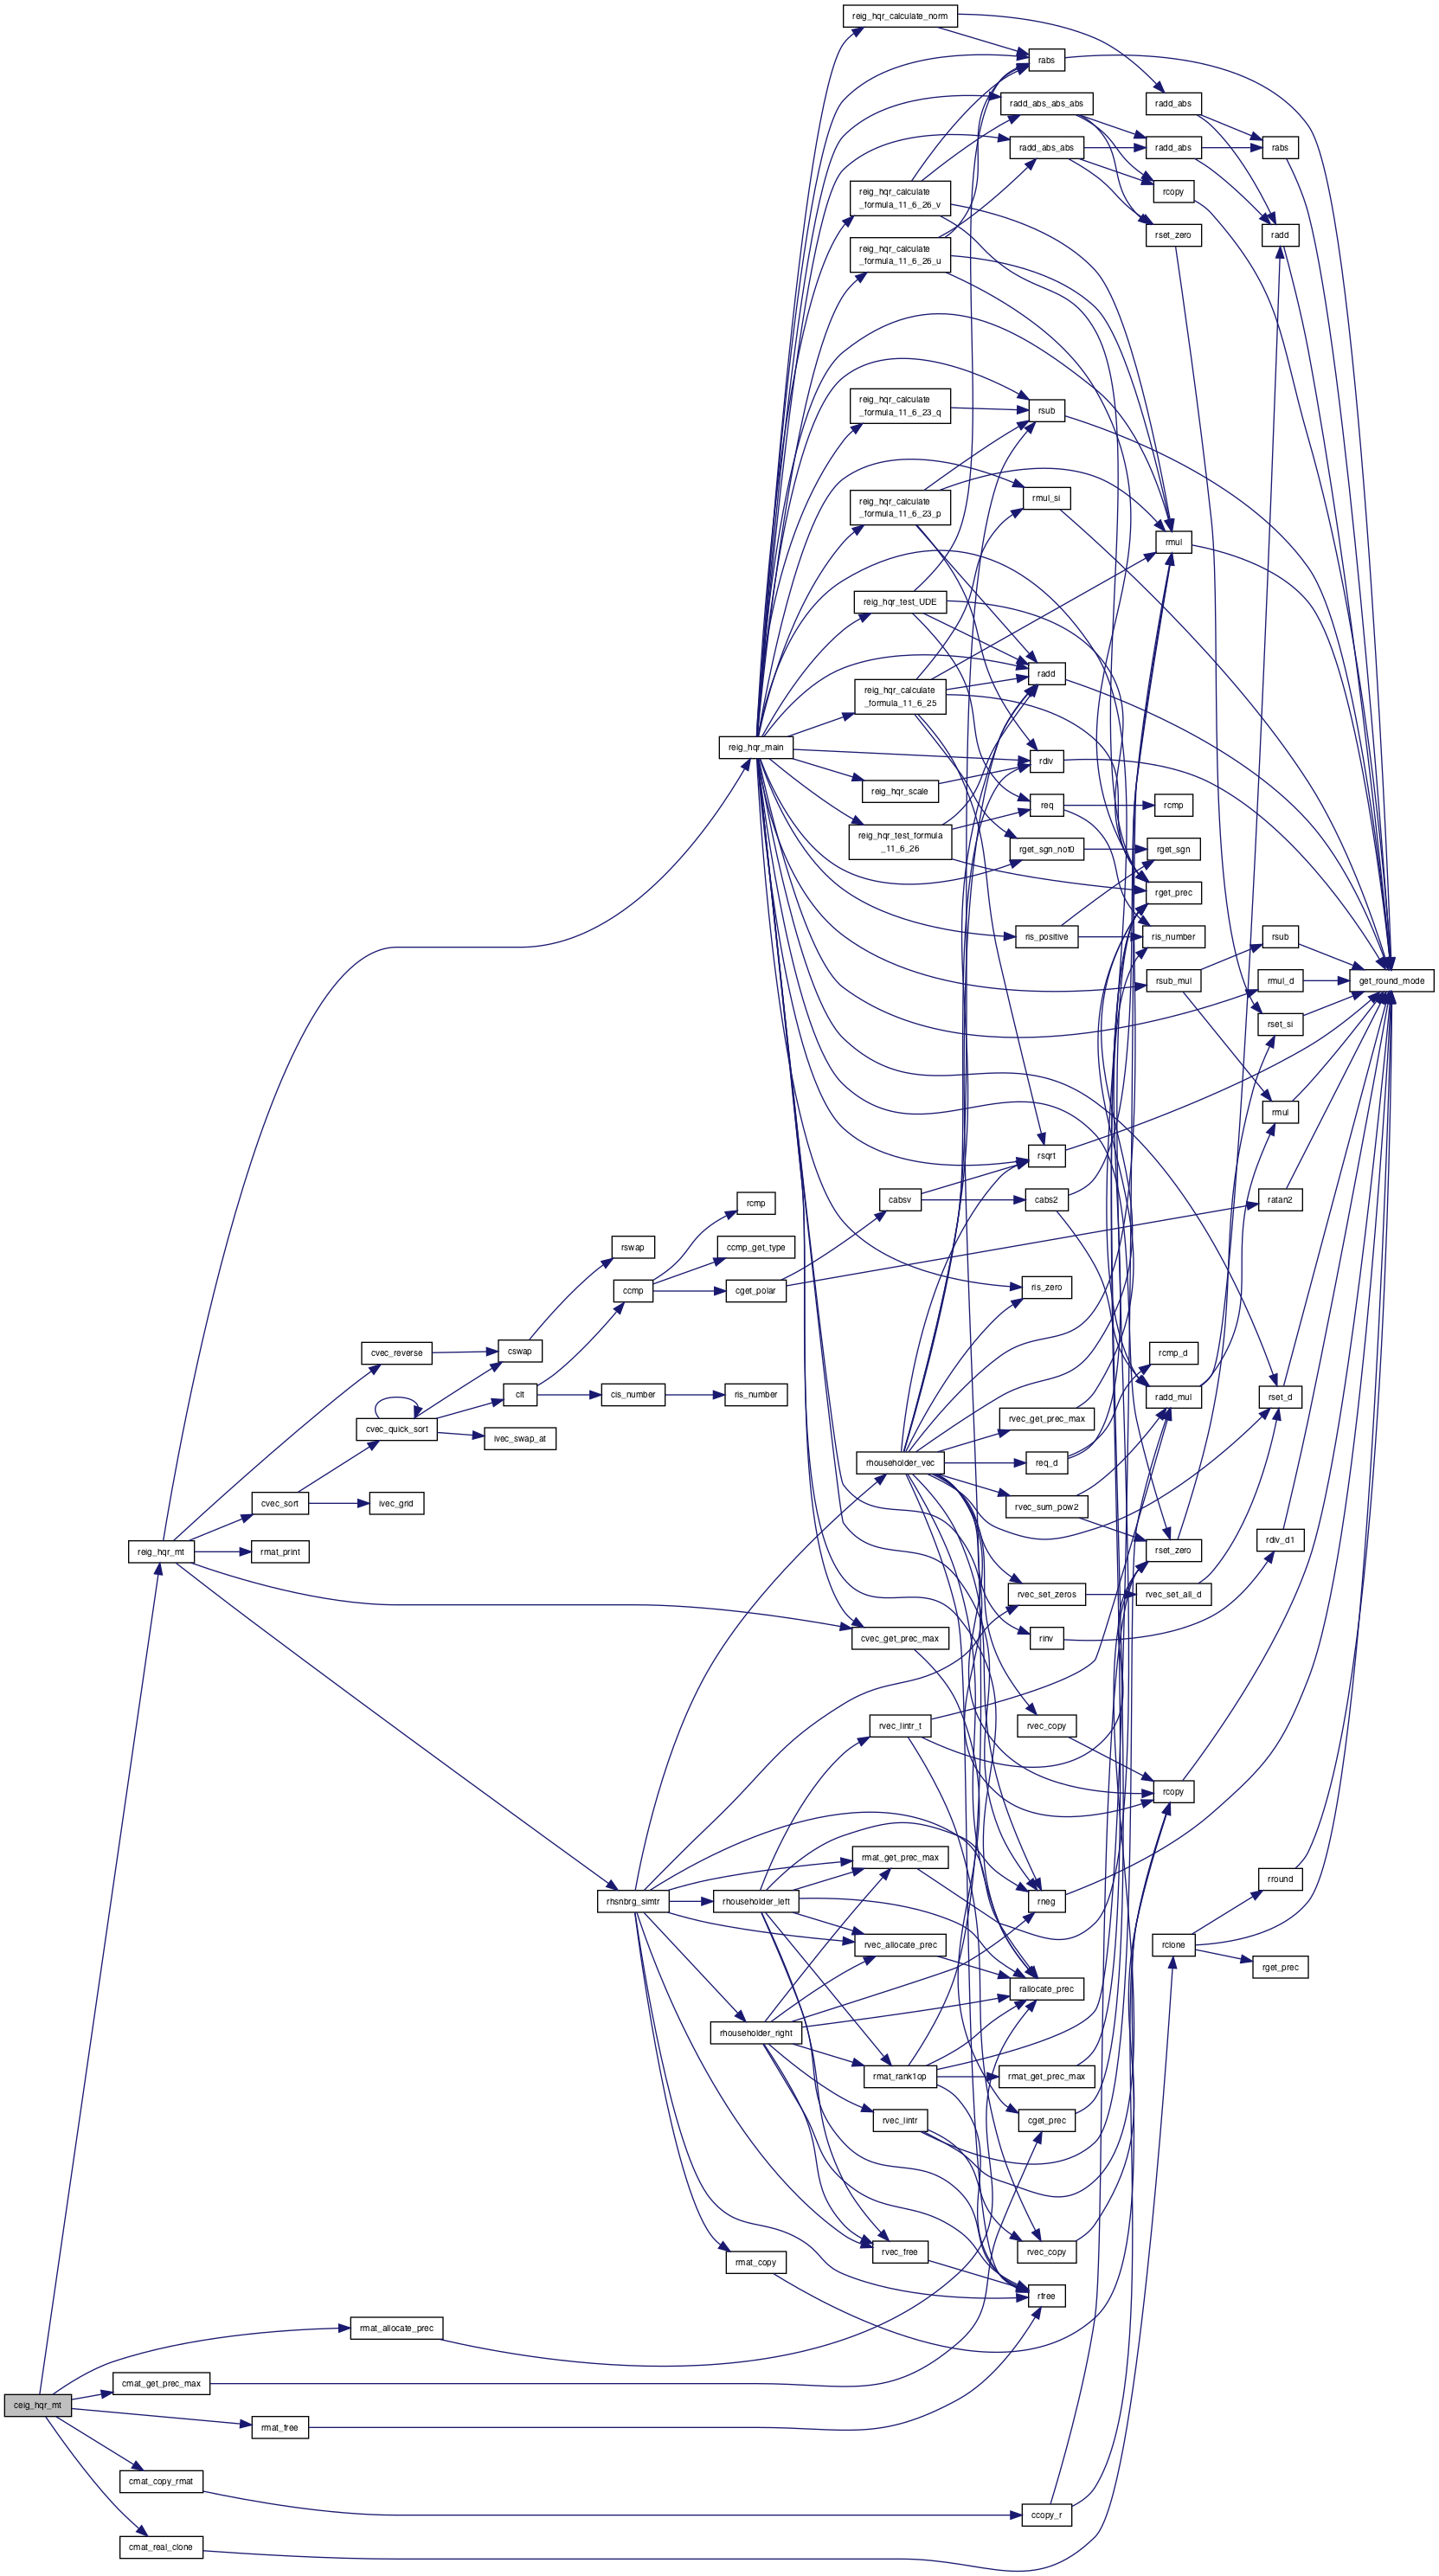 reig_hqr_calculate_norm
rabs
radd_abs_abs_abs
radd_abs
radd_abs_abs
radd_abs
rabs
reig_hqr_calculate
_formula_11_6_26_v
rcopy
reig_hqr_calculate
_formula_11_6_26_u
rset_zero
radd
reig_hqr_calculate
_formula_11_6_23_q
rsub
reig_hqr_calculate
_formula_11_6_23_p
rmul_si
rmul
reig_hqr_test_UDE
radd
reig_hqr_calculate
_formula_11_6_25
reig_hqr_main
rdiv
reig_hqr_scale
req
rcmp
reig_hqr_test_formula
_11_6_26
rget_sgn_not0
rget_sgn
rget_prec
ris_positive
ris_number
rsub
rsub_mul
rmul_d
get_round_mode
rset_si
rmul
rsqrt
cabsv
cabs2
ratan2
rcmp
rswap
ccmp_get_type
ccmp
cget_polar
ris_zero
cvec_reverse
cswap
rcmp_d
clt
cis_number
ris_number
radd_mul
rset_d
cvec_quick_sort
ivec_swap_at
rvec_get_prec_max
rhouseholder_vec
req_d
cvec_sort
ivec_grid
rvec_sum_pow2
reig_hqr_mt
rmat_print
rset_zero
rdiv_d1
rvec_set_zeros
rvec_set_all_d
cvec_get_prec_max
rinv
rvec_lintr_t
rvec_copy
rcopy
rmat_get_prec_max
rround
rhsnbrg_simtr
rhouseholder_left
rneg
rvec_allocate_prec
rclone
rget_prec
rallocate_prec
rhouseholder_right
rmat_rank1op
rmat_get_prec_max
rvec_lintr
cget_prec
rvec_free
rvec_copy
rmat_copy
rfree
rmat_allocate_prec
cmat_get_prec_max
ceig_hqr_mt
rmat_free
cmat_copy_rmat
ccopy_r
cmat_real_clone